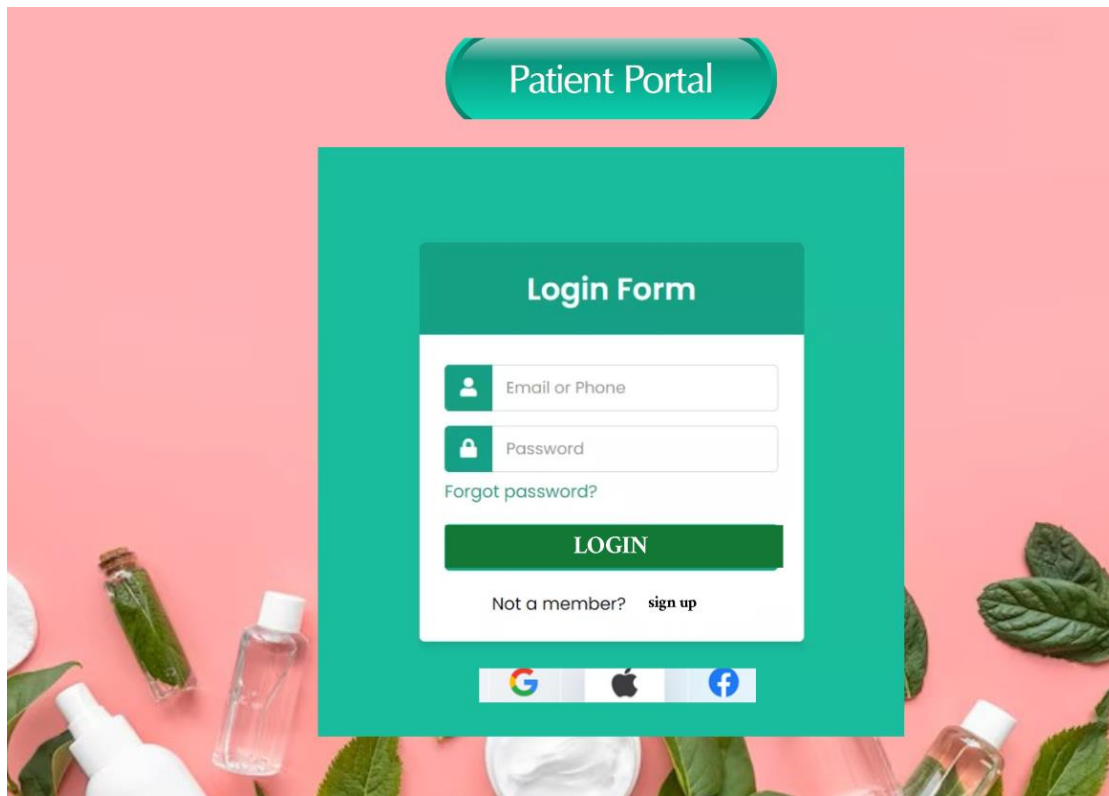 Patient Portal
Login Form
Email or Phone
Password
Forgot password?
LOGIN
Not a member? sign up